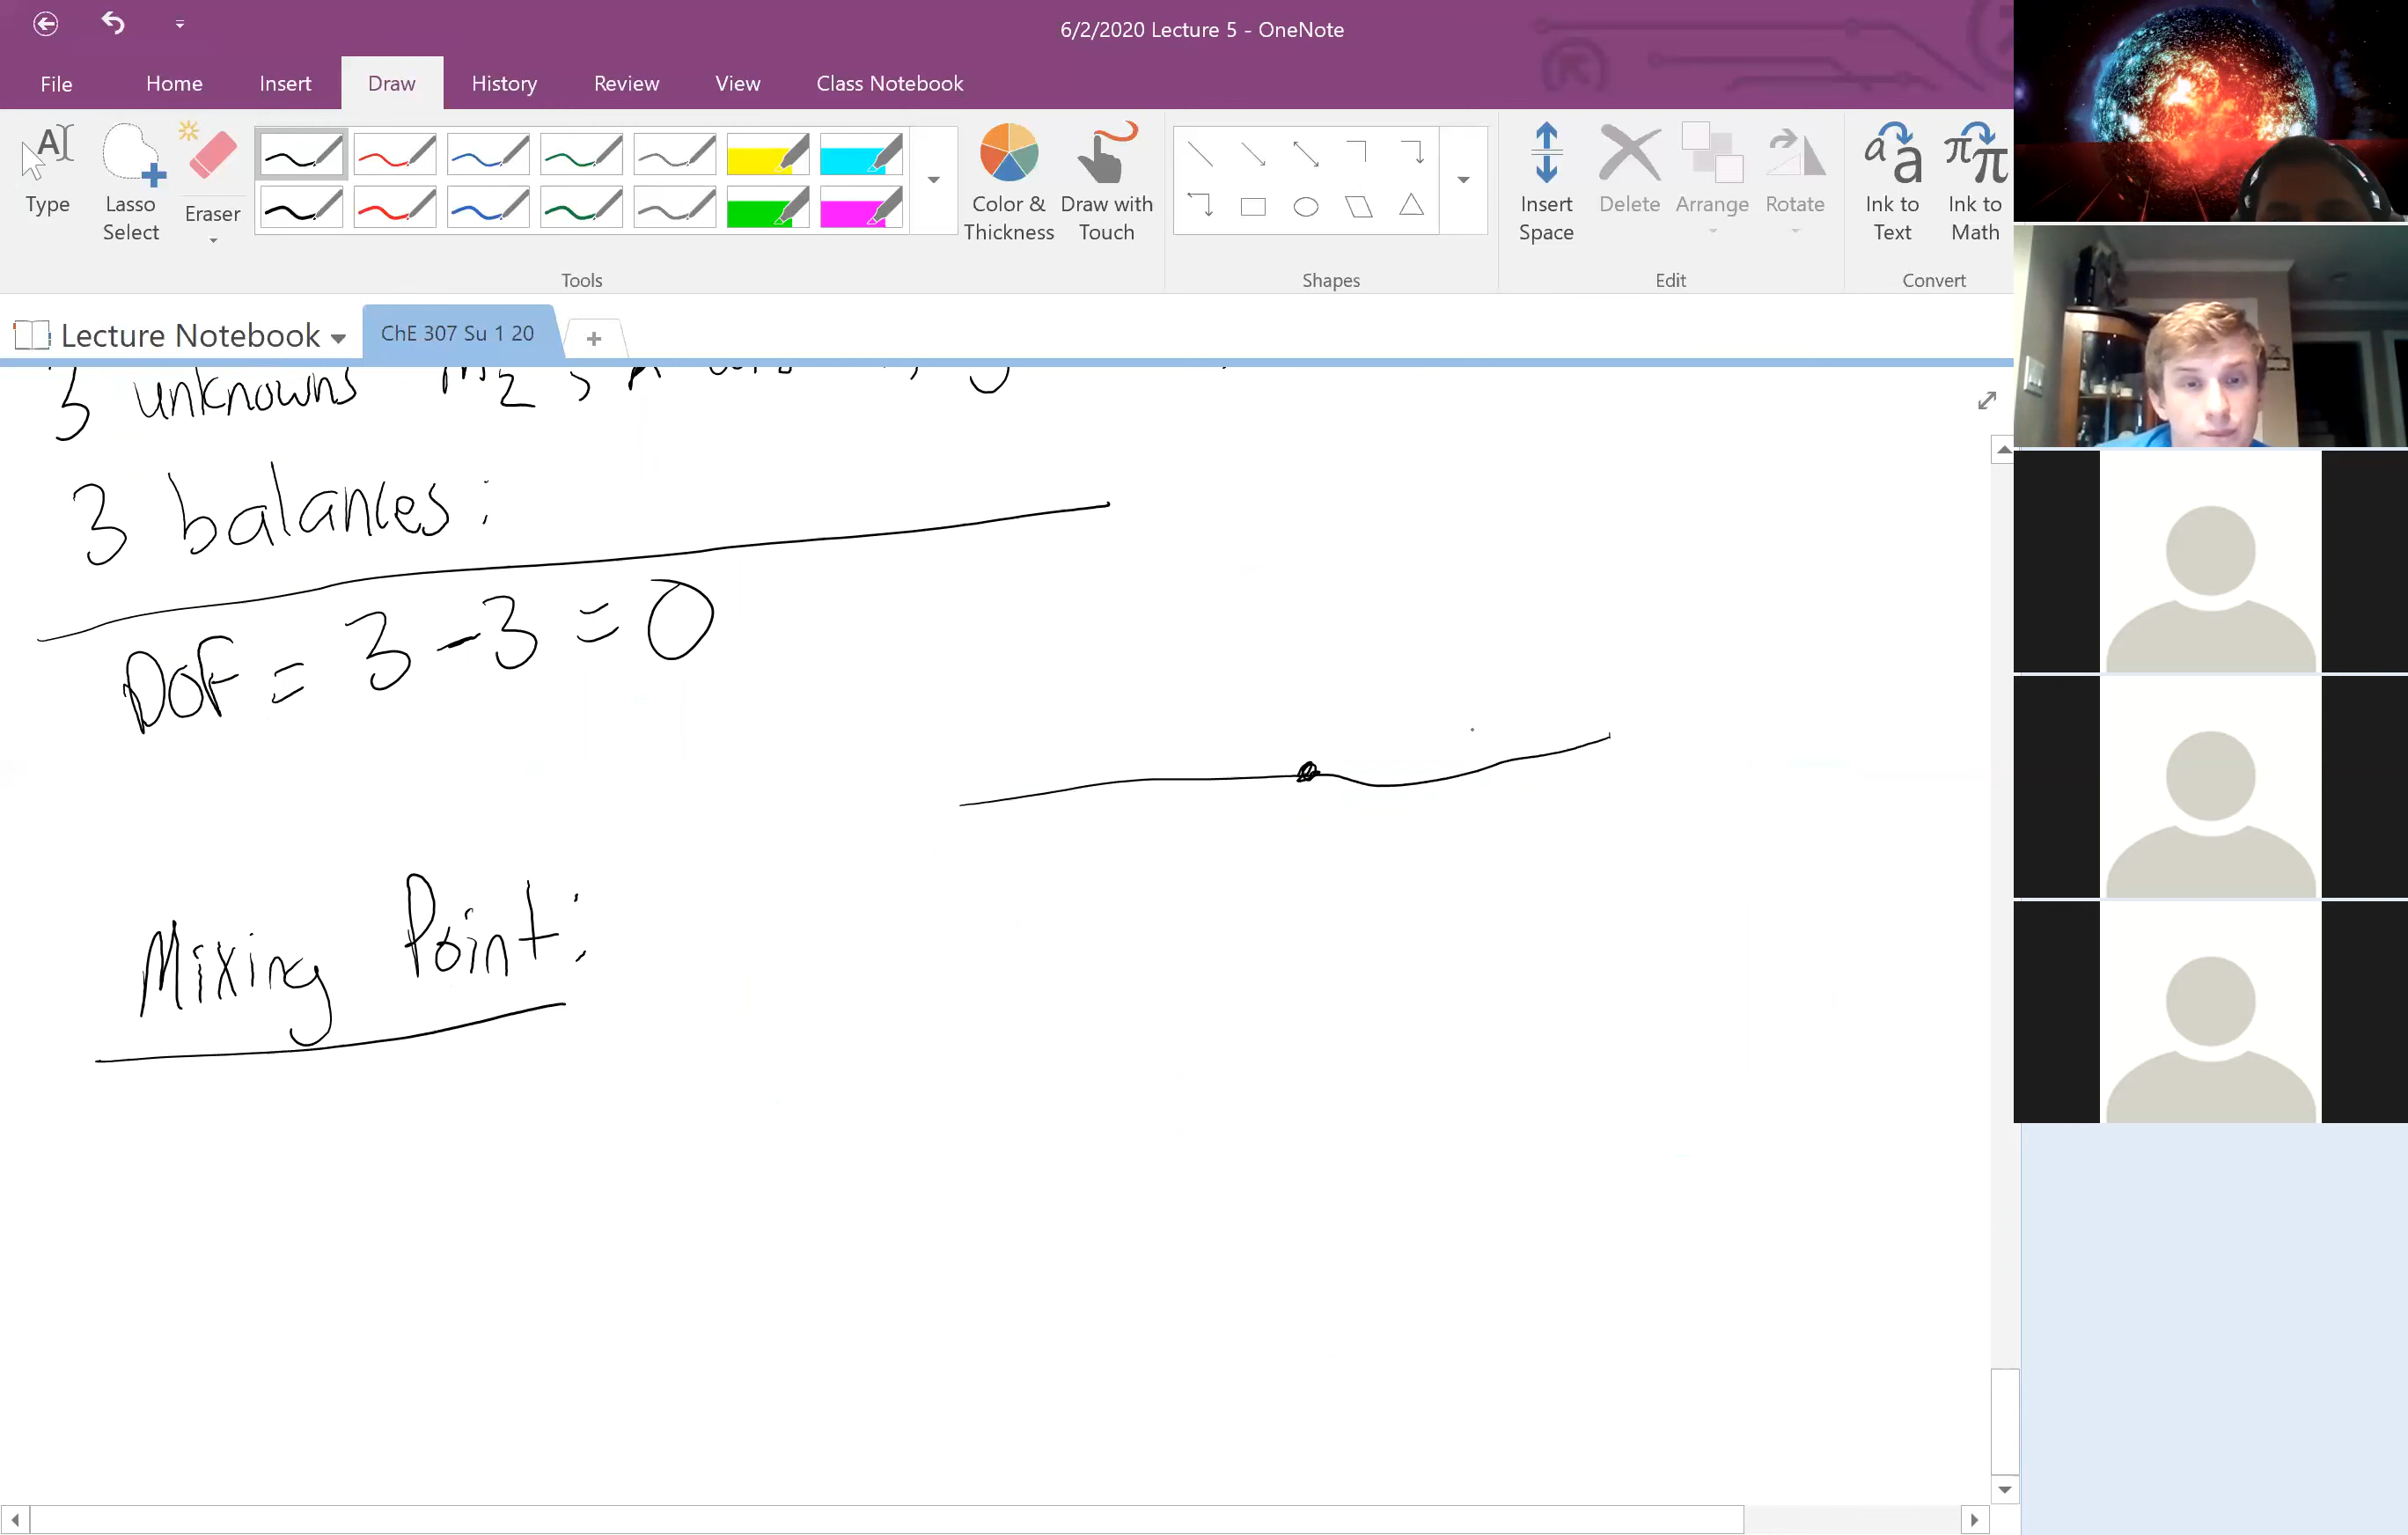 6/2/2020 Lecture 5 - OneNote
File Home Insert Draw History Review View Class Notebook
Type
Lasso Select
Eraser
Color & Thickness
Draw with Touch
Insert Space
Delete
Arrange
Rotate
Ink to Text
Ink to Math
Tools
Shapes
Edit
Convert
Lecture Notebook
ChE 307 Su 1 20
3 unknowns
3 balances:
DOF = 3 - 3 = 0
Mixing Point: